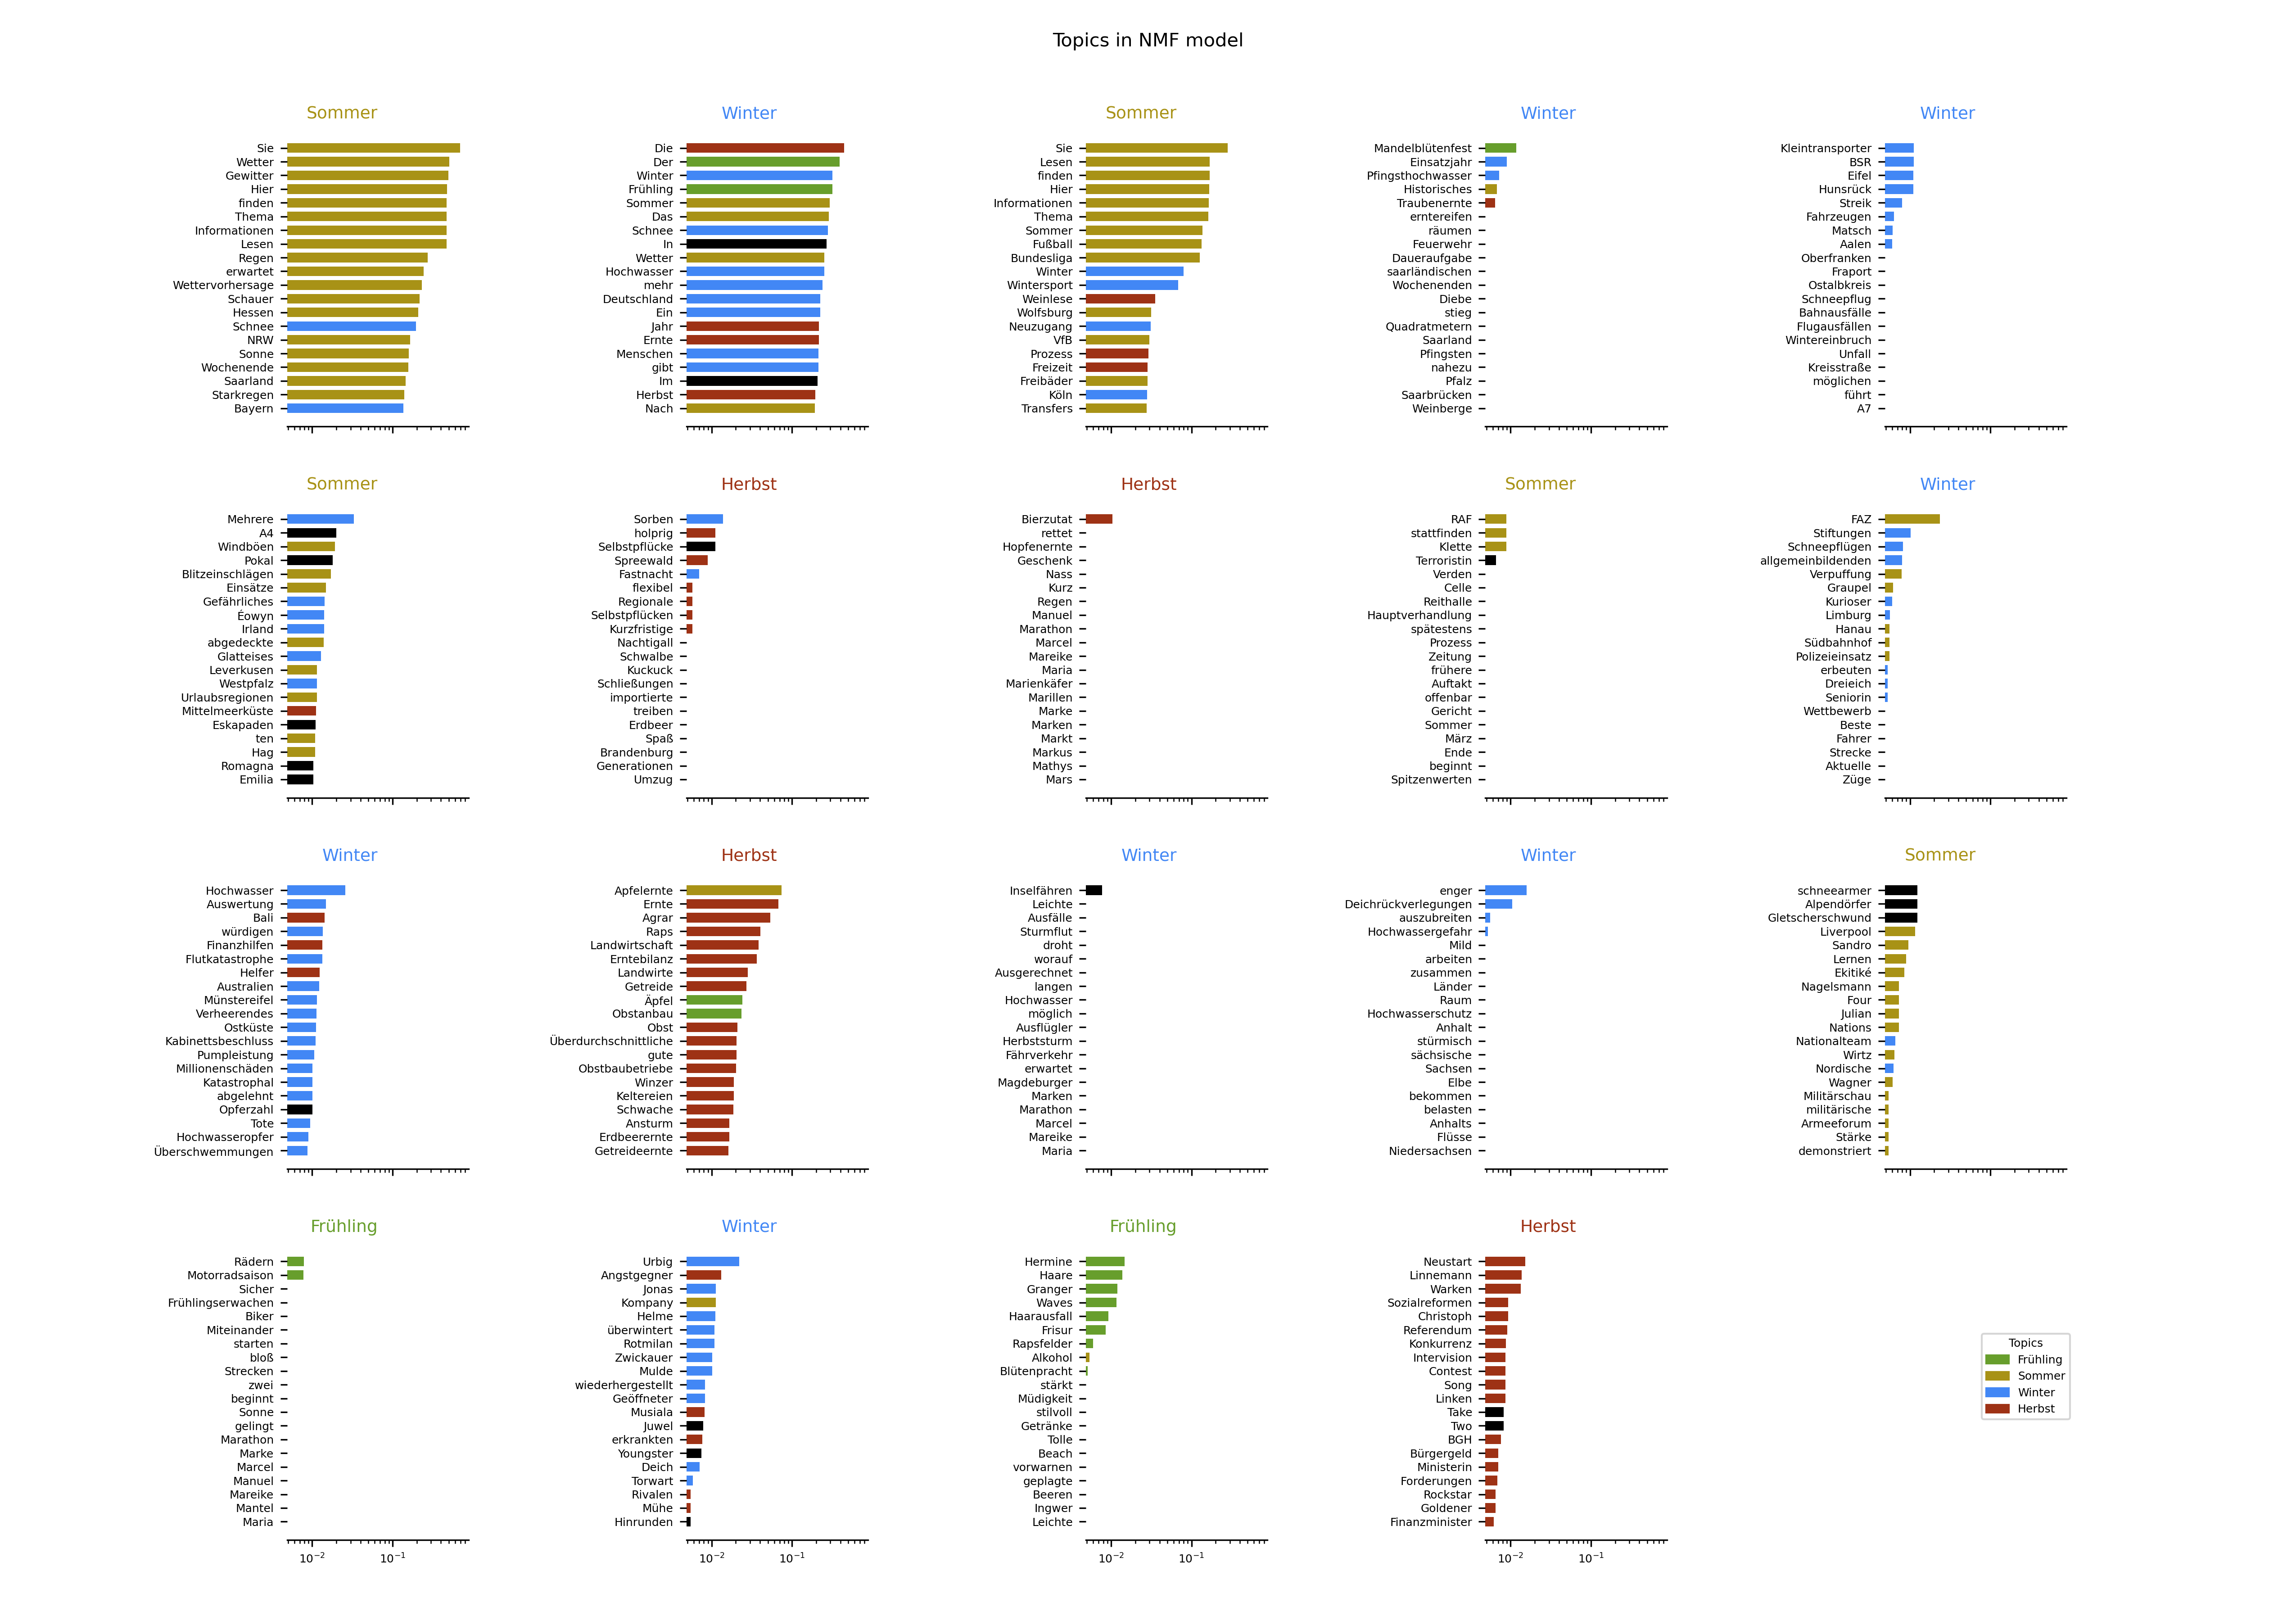 Topics in NMF model
Sommer
Sie
Wetter
Gewitter
Hier
finden
Thema
Informationen
Lesen
Regen
erwartet
Wettervorhersage
Schauer
Hessen
Schnee
NRW
Sonne
Wochenende
Saarland
Starkregen
Bayern
Winter
Die
Der
Winter
Frühling
Sommer
Das
Schnee
In
Wetter
Hochwasser
mehr
Deutschland
Ein
Jahr
Ernte
Menschen
gibt
Im
Herbst
Nach
Sommer
Sie
Lesen
finden
Hier
Informationen
Thema
Sommer
Fußball
Bundesliga
Winter
Wintersport
Weinlese
Wolfsburg
Neuzugang
VfB
Prozess
Freizeit
Freibäder
Köln
Transfers
Winter
Mandelblütenfest
Einsatzjahr
Pfingsthochwasser
Historisches
Traubenernte
erntereifen
räumen
Feuerwehr
Daueraufgabe
saarländischen
Wochenenden
Diebe
stieg
Quadratmetern
Saarland
Pfingsten
nahezu
Pfalz
Saarbrücken
Weinberge
Winter
Kleintransporter
BSR
Eifel
Hunsrück
Streik
Fahrzeugen
Matsch
Aalen
Oberfranken
Fraport
Ostalbkreis
Schneepflug
Bahnausfälle
Flugausfällen
Wintereinbruch
Unfall
Kreisstraße
möglichen
führt
A7
Sommer
Mehrere
A4
Windböen
Pokal
Blitzeinschlägen
Einsätze
Gefährliches
Éowyn
Irland
abgedeckte
Glatteises
Leverkusen
Westpfalz
Urlaubsregionen
Mittelmeerküste
Eskapaden
ten
Hag
Romagna
Emilia
Herbst
Sorben
holprig
Selbstpflücke
Spreewald
Fastnacht
flexibel
Regionale
Selbstpflücken
Kurzfristige
Nachtigall
Schwalbe
Kuckuck
Schließungen
importierte
treiben
Erdbeer
Spaß
Brandenburg
Generationen
Umzug
Herbst
Bierzutat
rettet
Hopfenernte
Geschenk
Nass
Kurz
Regen
Manuel
Marathon
Marcel
Mareike
Maria
Marienkäfer
Marillen
Marke
Marken
Markt
Markus
Mathys
Mars
Sommer
RAF
stattfinden
Klette
Terroristin
Verden
Celle
Reithalle
Hauptverhandlung
spätestens
Prozess
Zeitung
frühere
Auftakt
offenbar
Gericht
Sommer
März
Ende
beginnt
Spitzenwerten
Winter
FAZ
Stiftungen
Schneepflügen
allgemeinbildenden
Verpuffung
Graupel
Kurioser
Limburg
Hanau
Südbahnhof
Polizeieinsatz
erbeuten
Dreieich
Seniorin
Wettbewerb
Beste
Fahrer
Strecke
Aktuelle
Züge
Winter
Hochwasser
Auswertung
Bali
würdigen
Finanzhilfen
Flutkatastrophe
Helfer
Australien
Münstereifel
Verheerendes
Ostküste
Kabinettsbeschluss
Pumpleistung
Millionenschäden
Katastrophal
abgelehnt
Opferzahl
Tote
Hochwasseropfer
Überschwemmungen
Herbst
Apfelernte
Ernte
Agrar
Raps
Landwirtschaft
Erntebilanz
Landwirte
Getreide
Äpfel
Obstanbau
Obst
Überdurchschnittliche
gute
Obstbaubetriebe
Winzer
Keltereien
Schwache
Ansturm
Erdbeerernte
Getreideernte
Winter
Inselfähren
Leichte
Ausfälle
Sturmflut
droht
worauf
Ausgerechnet
langen
Hochwasser
möglich
Ausflügler
Herbststurm
Fährverkehr
erwartet
Magdeburger
Marken
Marathon
Marcel
Mareike
Maria
Winter
enger
Deichrückverlegungen
auszubreiten
Hochwassergefahr
Mild
arbeiten
zusammen
Länder
Raum
Hochwasserschutz
Anhalt
stürmisch
sächsische
Sachsen
Elbe
bekommen
belasten
Anhalts
Flüsse
Niedersachsen
Sommer
schneearmer
Alpendörfer
Gletscherschwund
Liverpool
Sandro
Lernen
Ekitiké
Nagelsmann
Four
Julian
Nations
Nationalteam
Wirtz
Nordische
Wagner
Militärschau
militärische
Armeeforum
Stärke
demonstriert
Frühling
Rädern
Motorradsaison
Sicher
Frühlingserwachen
Biker
Miteinander
starten
bloß
Strecken
zwei
beginnt
Sonne
gelingt
Marathon
Marke
Marcel
Manuel
Mareike
Mantel
Maria
10⁻² 10⁻¹
Winter
Urbig
Angstgegner
Jonas
Kompany
Helme
überwintert
Rotmilan
Zwickauer
Mulde
wiederhergestellt
Geöffneter
Musiala
Juwel
erkrankten
Youngster
Deich
Torwart
Rivalen
Mühe
Hinrunden
10⁻² 10⁻¹
Frühling
Hermine
Haare
Granger
Waves
Haarausfall
Frisur
Rapsfelder
Alkohol
Blütenpracht
stärkt
Müdigkeit
stilvoll
Getränke
Tolle
Beach
vorwarnen
geplagte
Beeren
Ingwer
Leichte
10⁻² 10⁻¹
Herbst
Neustart
Linnemann
Warken
Sozialreformen
Christoph
Referendum
Konkurrenz
Intervision
Contest
Song
Linken
Take
Two
BGH
Bürgergeld
Ministerin
Forderungen
Rockstar
Goldener
Finanzminister
10⁻² 10⁻¹
Topics
Frühling
Sommer
Winter
Herbst